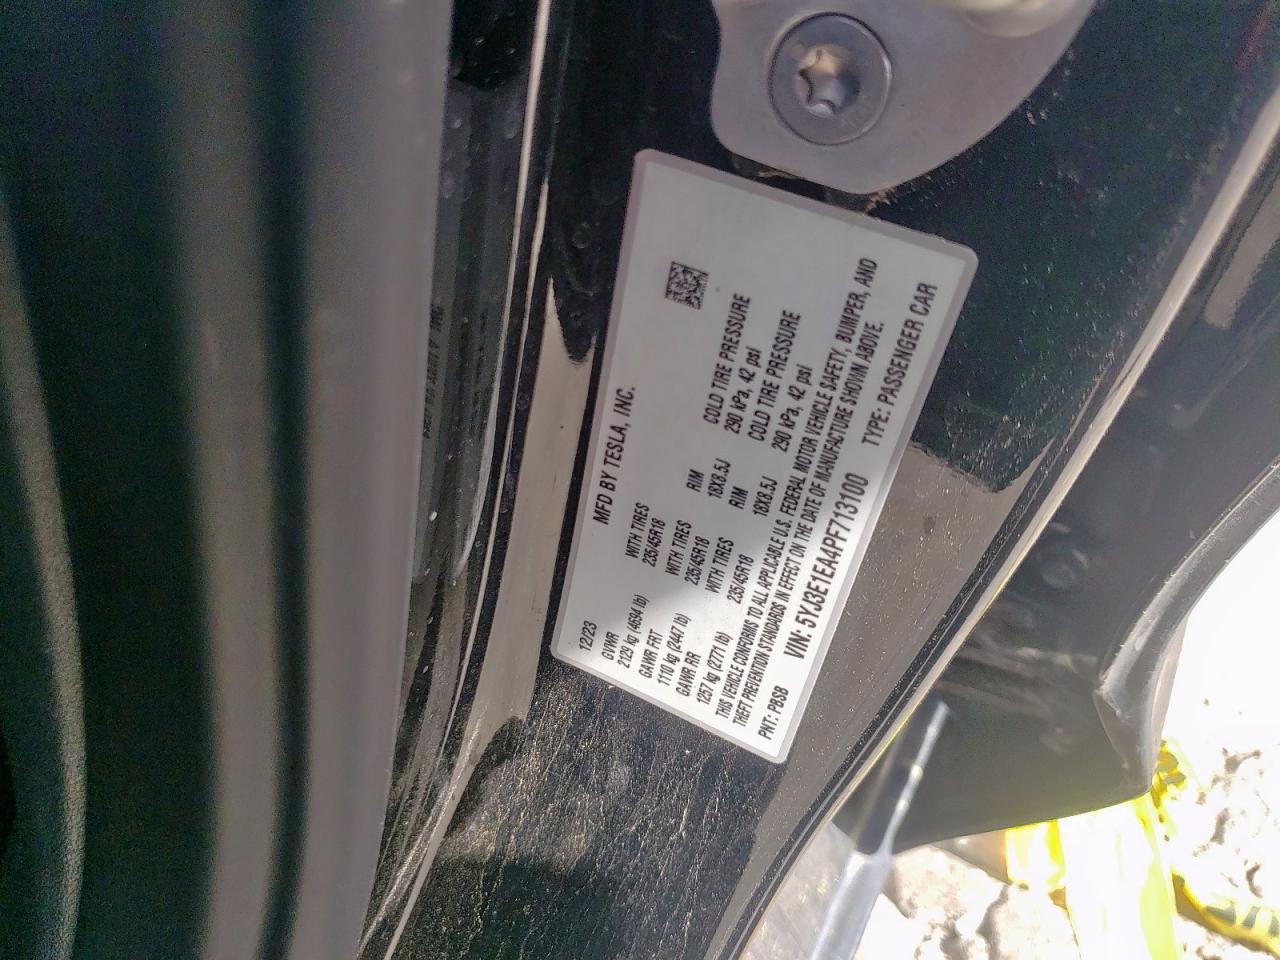 MFD BY TESLA, INC.
12/23
GVWR WITH TIRES
2129 kg (4694 lb) 235/45R18
GAWR FRT WITH TIRES RIM COLD TIRE PRESSURE
1110 kg (2447 lb) 235/45R18 18X8.5J 290 kPa, 42 psi
GAWR RR WITH TIRES RIM COLD TIRE PRESSURE
1257 kg (2771 lb) 235/45R18 18X8.5J 290 kPa, 42 psi
THIS VEHICLE CONFORMS TO ALL APPLICABLE U.S. FEDERAL MOTOR VEHICLE SAFETY, BUMPER, AND
THEFT PREVENTION STANDARDS IN EFFECT ON THE DATE OF MANUFACTURE SHOWN ABOVE.
VIN: 5YJ3E1EA4PF713100 TYPE: PASSENGER CAR
PNT: PBSB